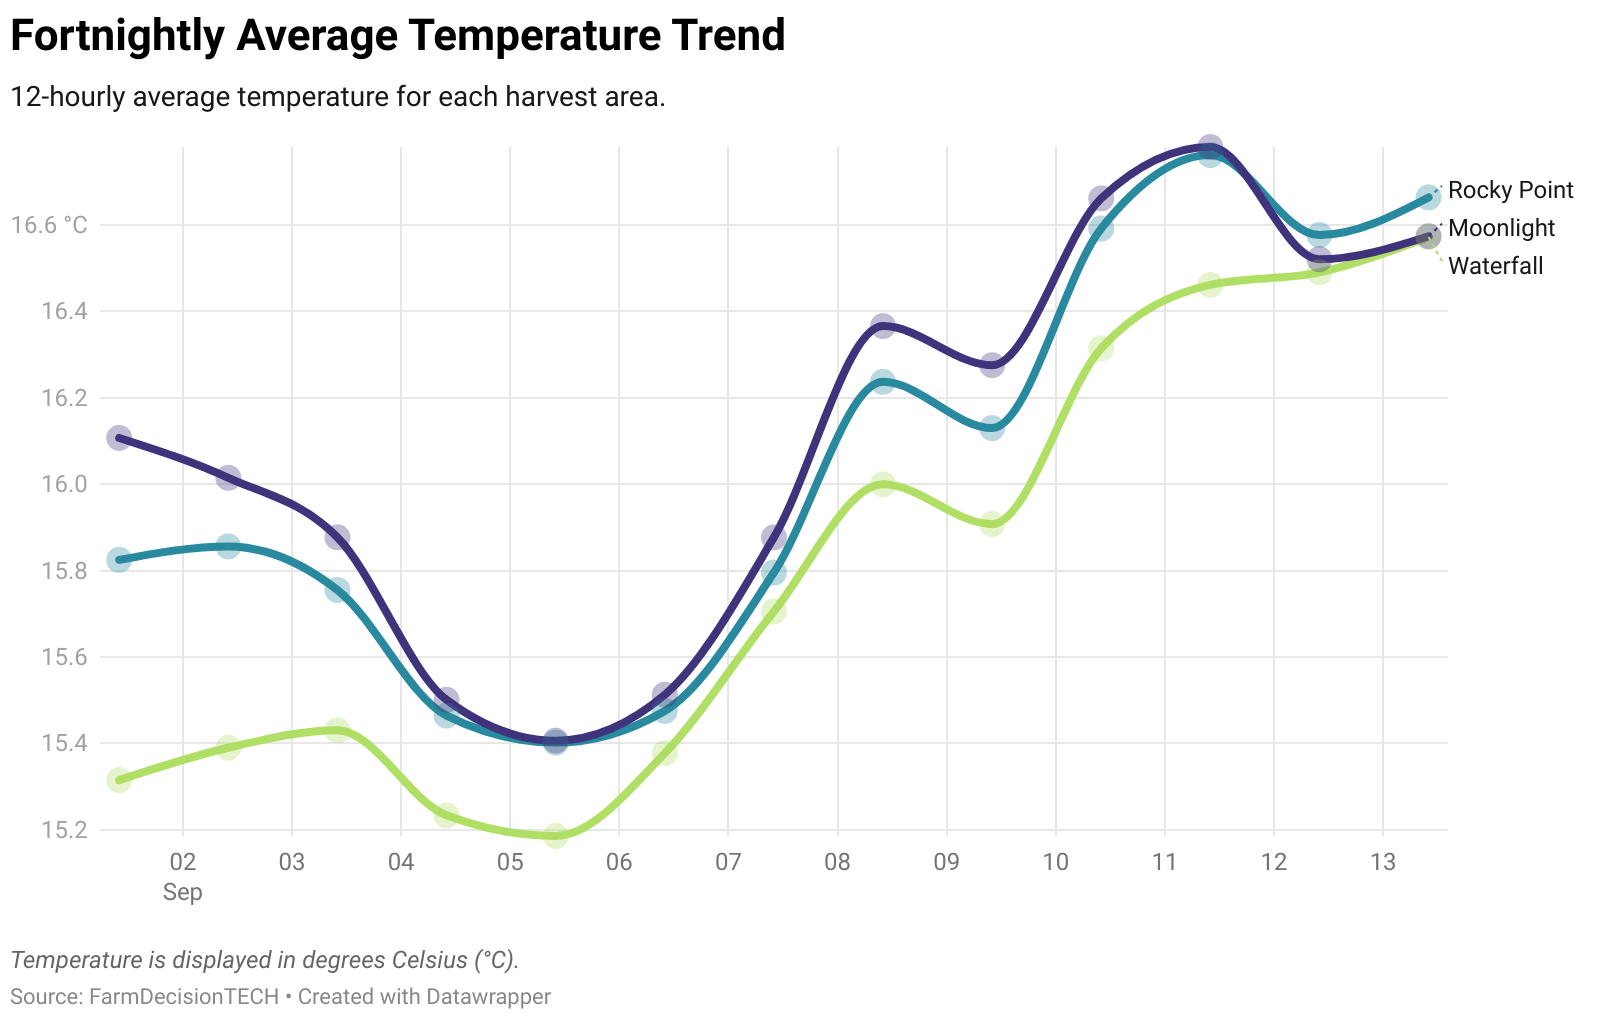 Fortnightly Average Temperature Trend
12-hourly average temperature for each harvest area.
Rocky Point
Moonlight
Waterfall
16.6 °C
16.4
16.2
16.0
15.8
15.6
15.4
15.2
02 03 04 05 06 07 08 09 10 11 12 13
Sep
Temperature is displayed in degrees Celsius (°C).
Source: FarmDecisionTECH • Created with Datawrapper